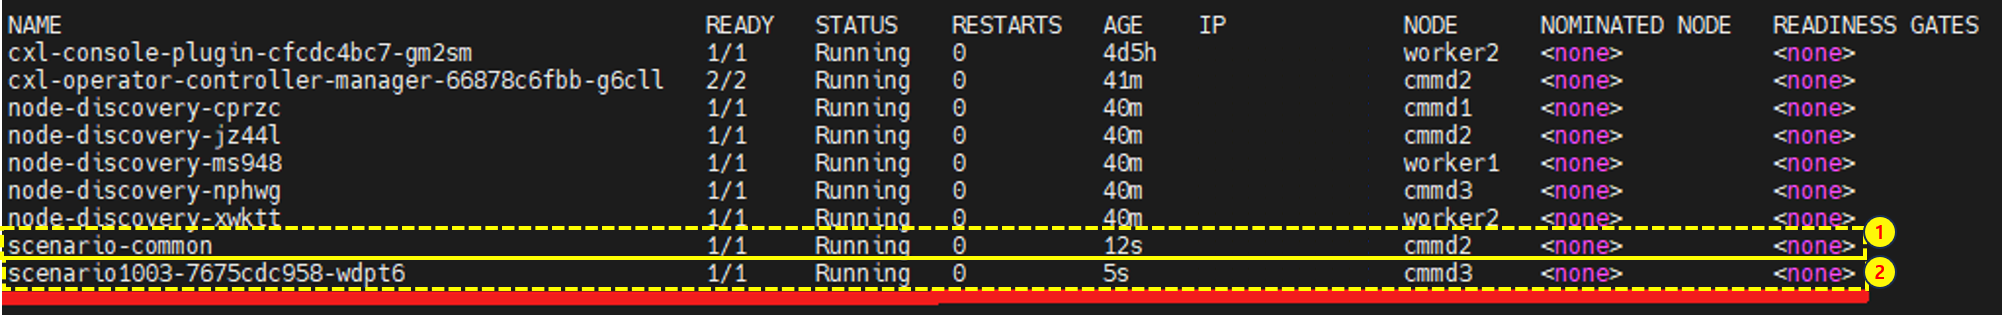 NAME READY STATUS RESTARTS AGE IP NODE NOMINATED NODE READINESS GATES
cxl-console-plugin-cfcdc4bc7-gm2sm 1/1 Running 0 4d5h worker2 <none> <none>
cxl-operator-controller-manager-66878c6fbb-g6cll 2/2 Running 0 41m cmmd2 <none> <none>
node-discovery-cprzc 1/1 Running 0 40m cmmd1 <none> <none>
node-discovery-jz44l 1/1 Running 0 40m cmmd2 <none> <none>
node-discovery-ms948 1/1 Running 0 40m worker1 <none> <none>
node-discovery-nphwg 1/1 Running 0 40m cmmd3 <none> <none>
node-discovery-xwktt 1/1 Running 0 40m worker2 <none> <none>
scenario-common 1/1 Running 0 12s cmmd2 <none> <none> 1
scenario1003-7675cdc958-wdpt6 1/1 Running 0 5s cmmd3 <none> <none> 2